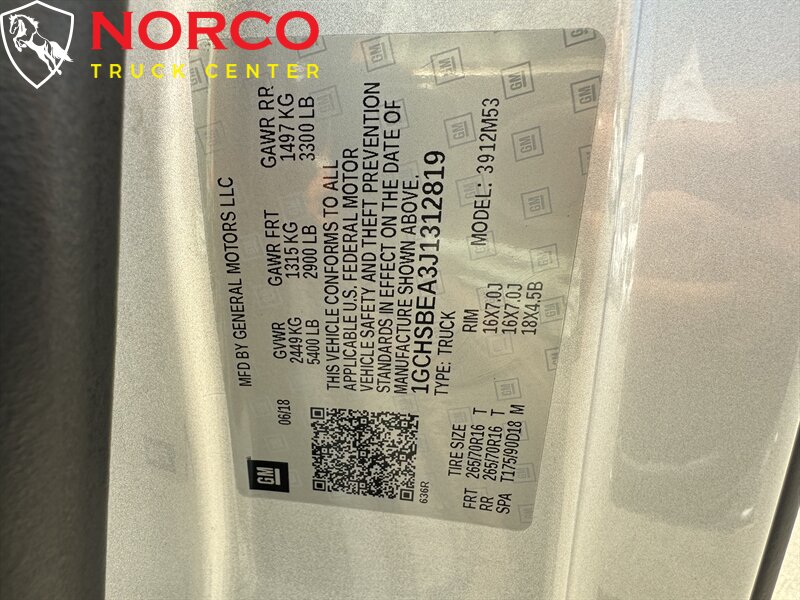 NORCO
TRUCK CENTER
GM
MFD BY GENERAL MOTORS LLC
06/18
GVWR GAWR FRT GAWR RR
2449 KG 1315 KG 1497 KG
5400 LB 2900 LB 3300 LB
THIS VEHICLE CONFORMS TO ALL
APPLICABLE U.S. FEDERAL MOTOR
VEHICLE SAFETY AND THEFT PREVENTION
STANDARDS IN EFFECT ON THE DATE OF
MANUFACTURE SHOWN ABOVE.
1GCHSBEA3J1312819
TYPE: TRUCK MODEL: 3912M53
636R
TIRE SIZE RIM
FRT 265/70R16 T 16X7.0J
RR 265/70R16 T 16X7.0J
SPA T175/90D18 M 18X4.5B